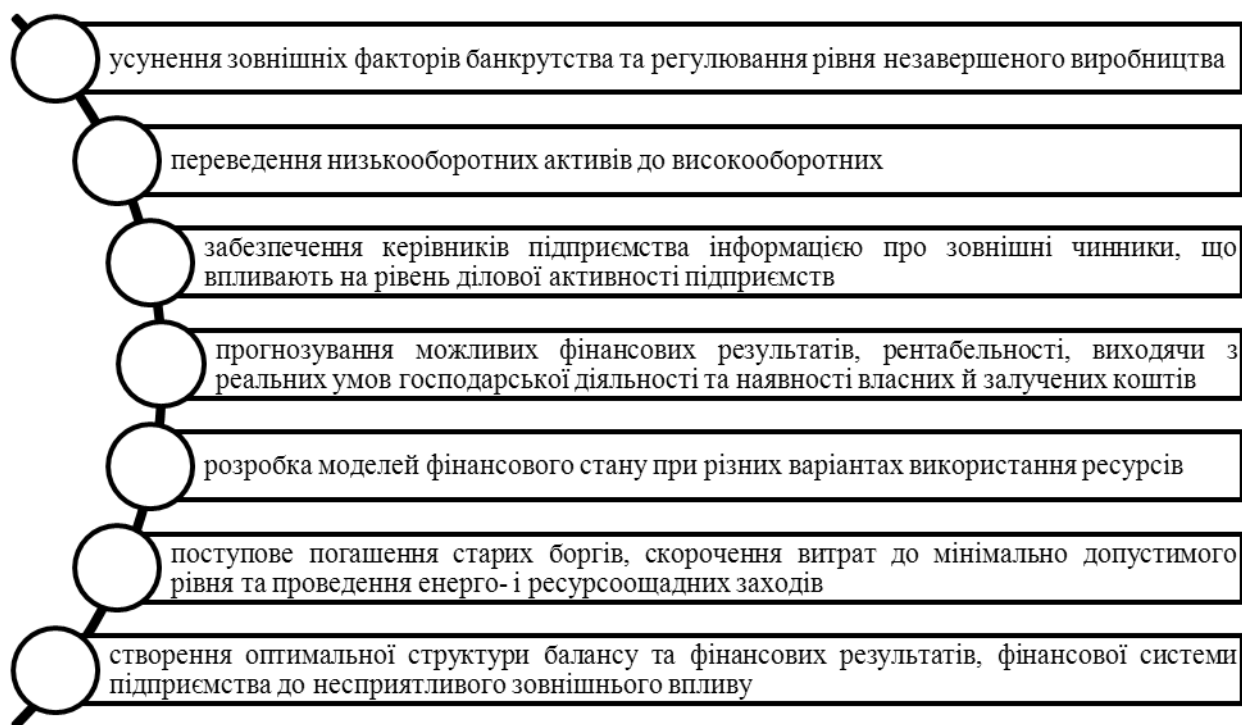 усунення зовнішніх факторів банкрутства та регулювання рівня незавершеного виробництва
переведення низькооборотних активів до високооборотних
забезпечення керівників підприємства інформацією про зовнішні чинники, що
впливають на рівень ділової активності підприємств
прогнозування можливих фінансових результатів, рентабельності, виходячи з
реальних умов господарської діяльності та наявності власних й залучених коштів
розробка моделей фінансового стану при різних варіантах використання ресурсів
поступове погашення старих боргів, скорочення витрат до мінімально допустимого
рівня та проведення енерго- і ресурсоощадних заходів
створення оптимальної структури балансу та фінансових результатів, фінансової системи
підприємства до несприятливого зовнішнього впливу